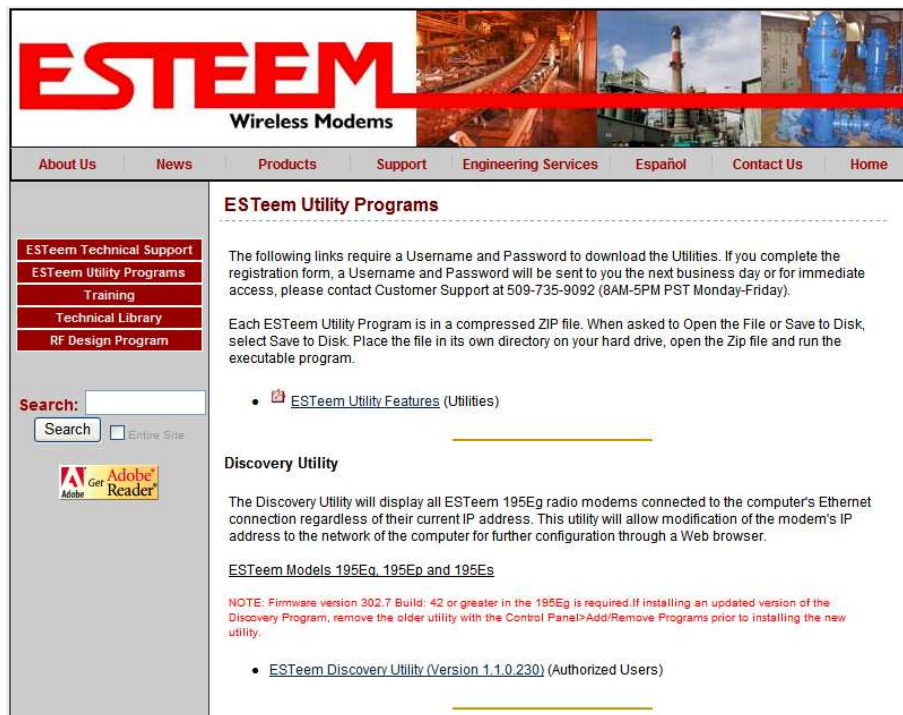 ESTEEM
Wireless Modems
About Us News Products Support Engineering Services Español Contact Us Home
ESTeem Technical Support
ESTeem Utility Programs
Training
Technical Library
RF Design Program
Search:
Search Entire Site
Adobe Get Adobe Reader
ESTeem Utility Programs
The following links require a Username and Password to download the Utilities. If you complete the
registration form, a Username and Password will be sent to you the next business day or for immediate
access, please contact Customer Support at 509-735-9092 (8AM-5PM PST Monday-Friday).
Each ESTeem Utility Program is in a compressed ZIP file. When asked to Open the File or Save to Disk,
select Save to Disk. Place the file in its own directory on your hard drive, open the Zip file and run the
executable program.
• ESTeem Utility Features (Utilities)
Discovery Utility
The Discovery Utility will display all ESTeem 195Eg radio modems connected to the computer's Ethernet
connection regardless of their current IP address. This utility will allow modification of the modem's IP
address to the network of the computer for further configuration through a Web browser.
ESTeem Models 195Eg, 195Ep and 195Es
NOTE: Firmware version 302.7 Build: 42 or greater in the 195Eg is required.If installing an updated version of the
Discovery Program, remove the older utility with the Control Panel>Add/Remove Programs prior to installing the new
utility.
• ESTeem Discovery Utility (Version 1.1.0.230) (Authorized Users)